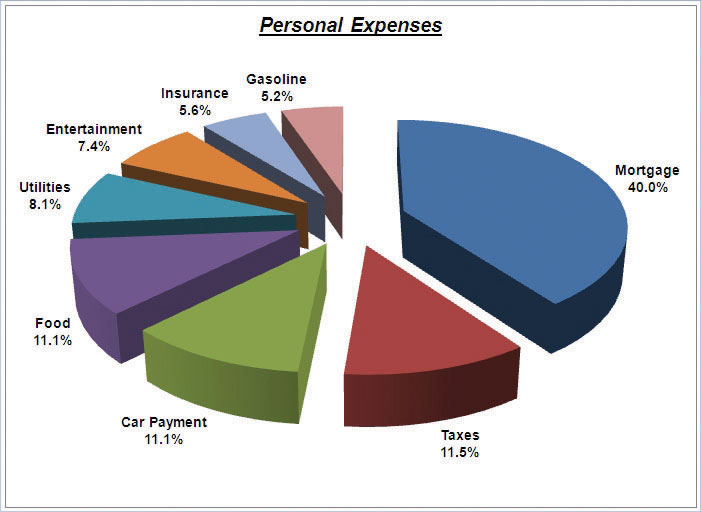 Personal Expenses
Gasoline
5.2%
Insurance
5.6%
Entertainment
7.4%
Mortgage
40.0%
Utilities
8.1%
Food
11.1%
Car Payment
11.1%
Taxes
11.5%